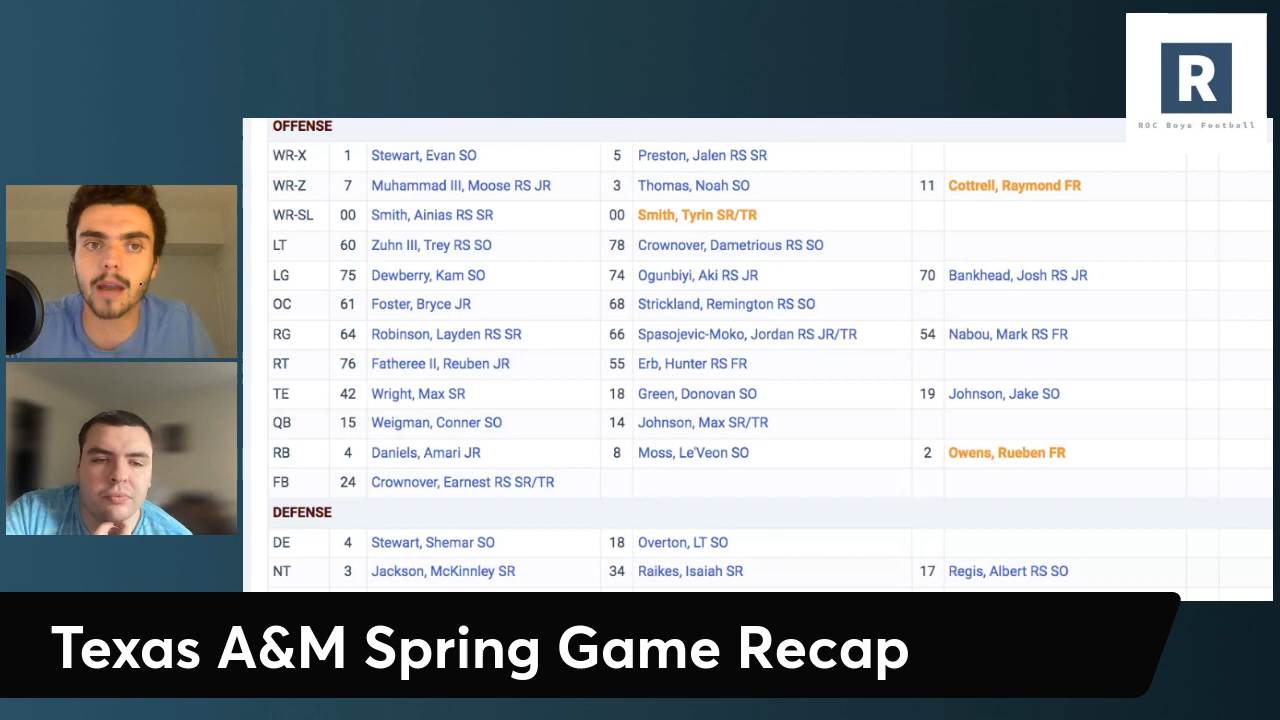 R
ROC Boys Football
OFFENSE
WR-X 1 Stewart, Evan SO 5 Preston, Jalen RS SR
WR-Z 7 Muhammad III, Moose RS JR 3 Thomas, Noah SO 11 Cottrell, Raymond FR
WR-SL 00 Smith, Ainias RS SR 00 Smith, Tyrin SR/TR
LT 60 Zuhn III, Trey RS SO 78 Crownover, Dametrious RS SO
LG 75 Dewberry, Kam SO 74 Ogunbiyi, Aki RS JR 70 Bankhead, Josh RS JR
OC 61 Foster, Bryce JR 68 Strickland, Remington RS SO
RG 64 Robinson, Layden RS SR 66 Spasojevic-Moko, Jordan RS JR/TR 54 Nabou, Mark RS FR
RT 76 Fatheree II, Reuben JR 55 Erb, Hunter RS FR
TE 42 Wright, Max SR 18 Green, Donovan SO 19 Johnson, Jake SO
QB 15 Weigman, Conner SO 14 Johnson, Max SR/TR
RB 4 Daniels, Amari JR 8 Moss, Le'Veon SO 2 Owens, Rueben FR
FB 24 Crownover, Earnest RS SR/TR
DEFENSE
DE 4 Stewart, Shemar SO 18 Overton, LT SO
NT 3 Jackson, McKinnley SR 34 Raikes, Isaiah SR 17 Regis, Albert RS SO
Texas A&M Spring Game Recap